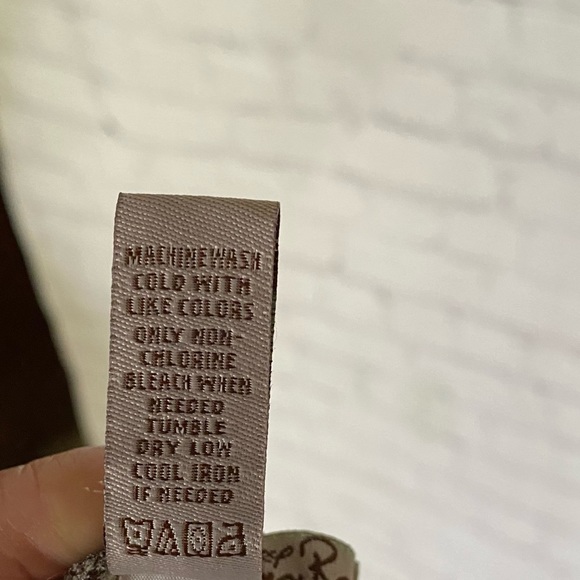 MACHINE WASH
COLD WITH
LIKE COLORS
ONLY NON-
CHLORINE
BLEACH WHEN
NEEDED
TUMBLE
DRY LOW
COOL IRON
IF NEEDED